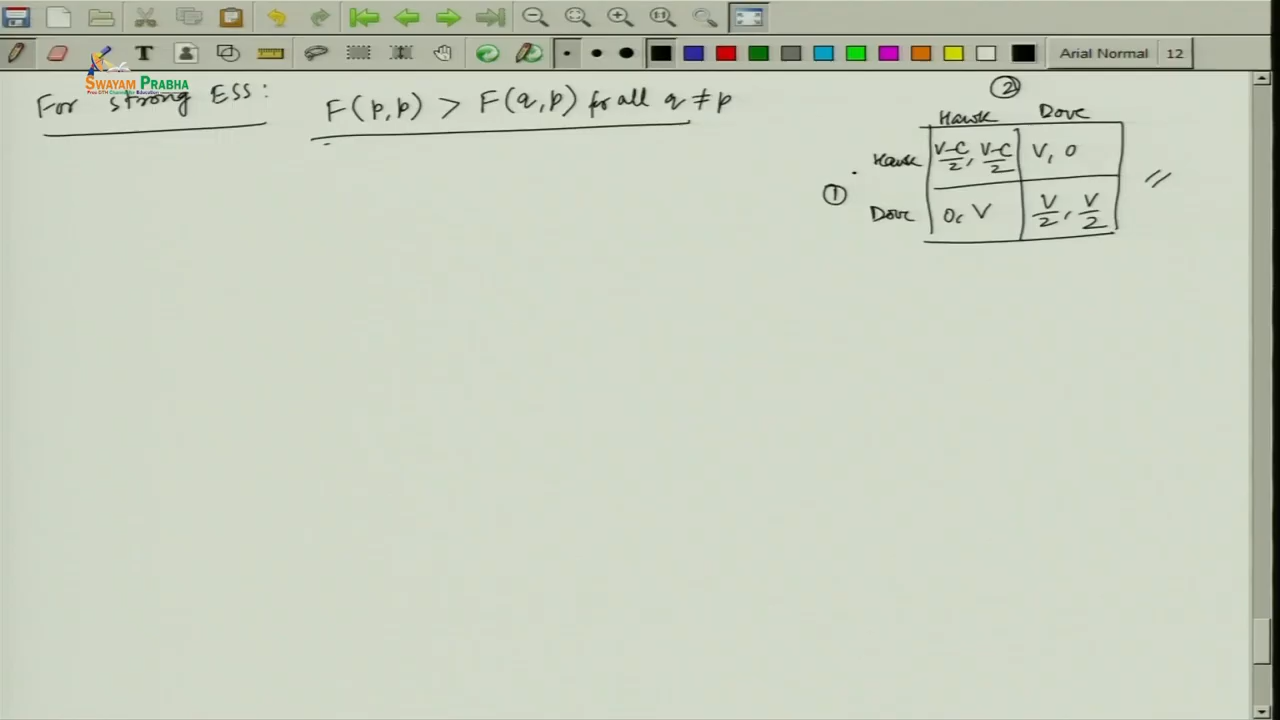 Arial Normal 12
SWAYAM PRABHA
For strong ESS:
F(p,p) > F(q,p) for all q ≠ p
②
Hawk Dove
Hawk V-C/2, V-C/2 V, 0
①
Dove 0, V V/2, V/2